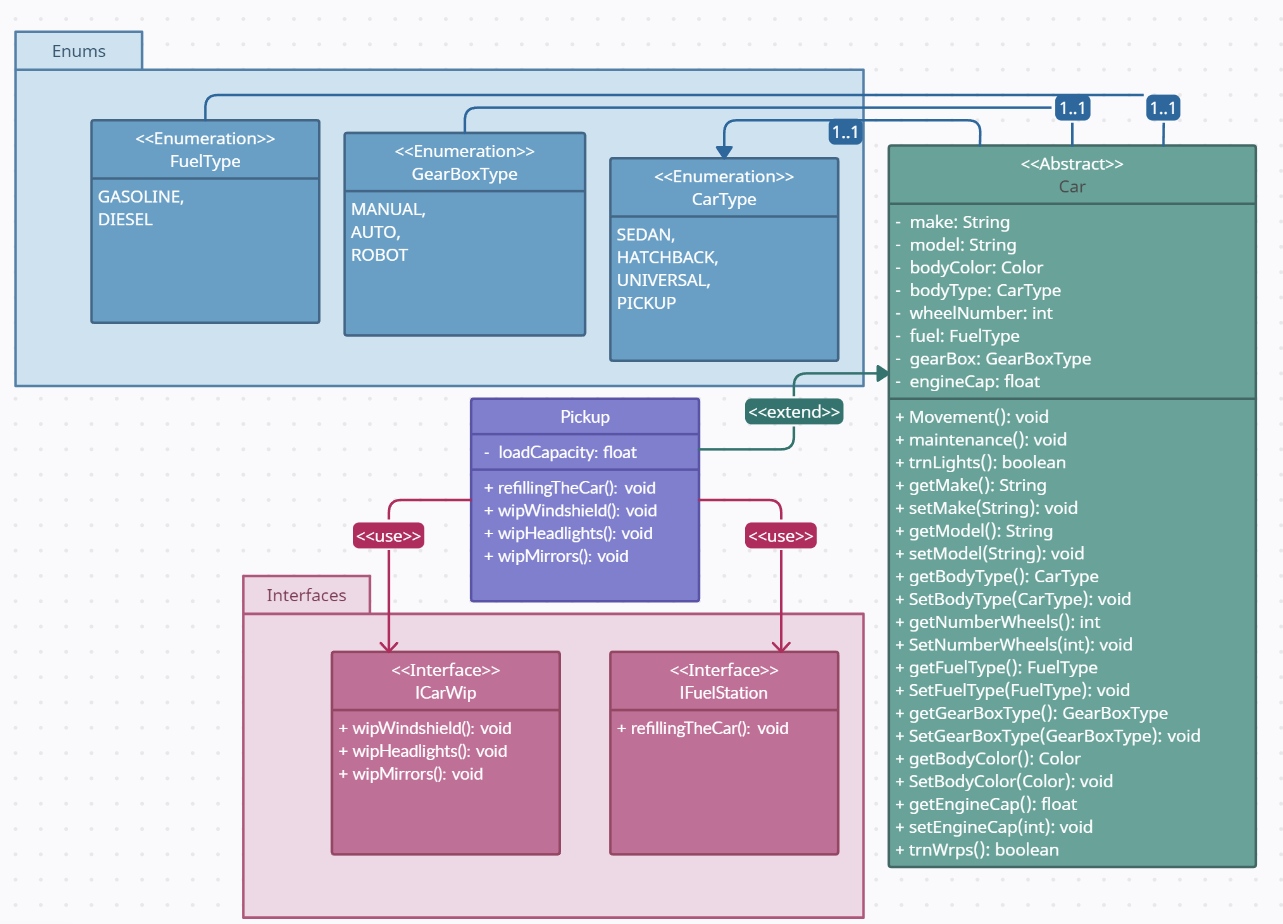 Enums
1..1
1..1
1..1
<<Enumeration>>
FuelType
GASOLINE,
DIESEL
<<Enumeration>>
GearBoxType
MANUAL,
AUTO,
ROBOT
<<Enumeration>>
CarType
SEDAN,
HATCHBACK,
UNIVERSAL,
PICKUP
<<Abstract>>
Car
- make: String
- model: String
- bodyColor: Color
- bodyType: CarType
- wheelNumber: int
- fuel: FuelType
- gearBox: GearBoxType
- engineCap: float
+ Movement(): void
+ maintenance(): void
+ trnLights(): boolean
+ getMake(): String
+ setMake(String): void
+ getModel(): String
+ setModel(String): void
+ getBodyType(): CarType
+ SetBodyType(CarType): void
+ getNumberWheels(): int
+ SetNumberWheels(int): void
+ getFuelType(): FuelType
+ SetFuelType(FuelType): void
+ getGearBoxType(): GearBoxType
+ SetGearBoxType(GearBoxType): void
+ getBodyColor(): Color
+ SetBodyColor(Color): void
+ getEngineCap(): float
+ setEngineCap(int): void
+ trnWrps(): boolean
<<extend>>
Pickup
- loadCapacity: float
+ refillingTheCar(): void
+ wipWindshield(): void
+ wipHeadlights(): void
+ wipMirrors(): void
<<use>>
<<use>>
Interfaces
<<Interface>>
ICarWip
+ wipWindshield(): void
+ wipHeadlights(): void
+ wipMirrors(): void
<<Interface>>
IFuelStation
+ refillingTheCar(): void